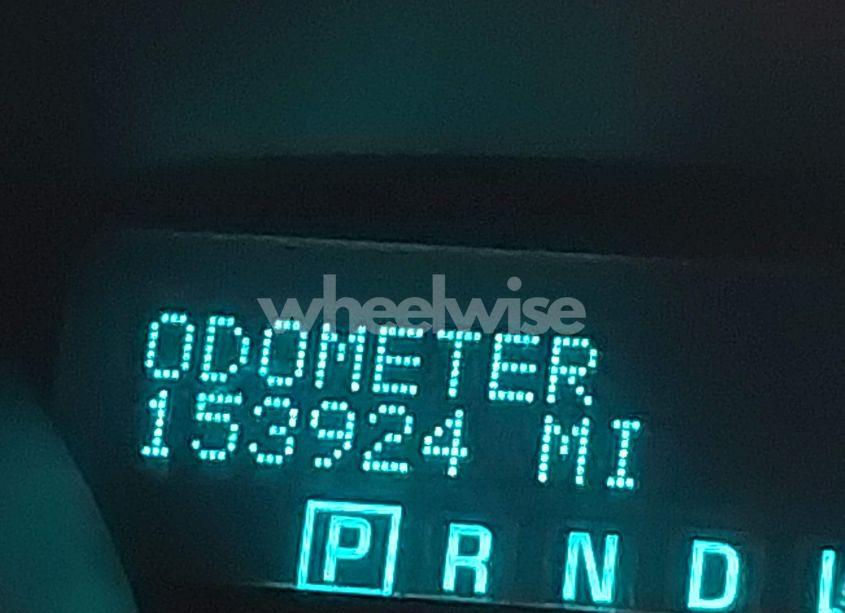 wheelwise
ODOMETER
153924 MI
P R N D L